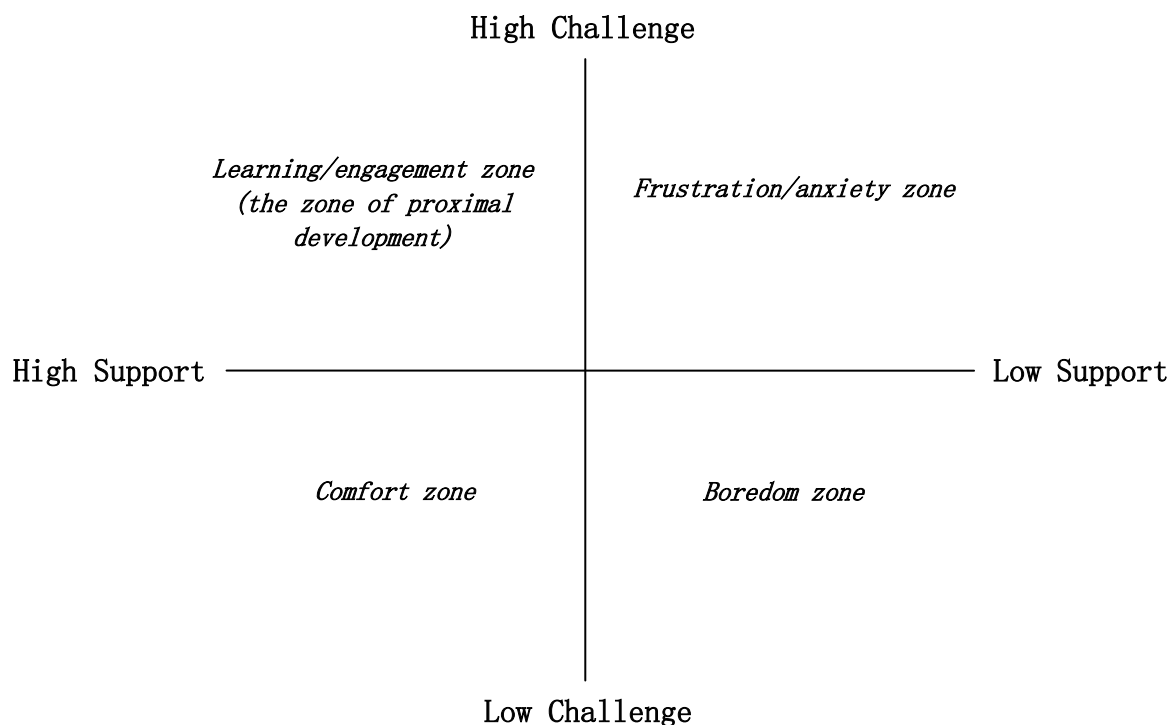 High Challenge
Learning/engagement zone
(the zone of proximal
development)
Frustration/anxiety zone
High Support
Low Support
Comfort zone
Boredom zone
Low Challenge